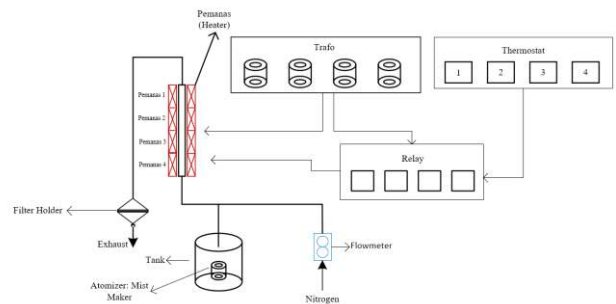 Pemanas
(Heater)
Trafo
Thermostat
1
2
3
4
Pemanas 1
Pemanas 2
Pemanas 3
Pemanas 4
Relay
Filter Holder
Exhaust
Tank
Flowmeter
Atomizer: Mist
Maker
Nitrogen